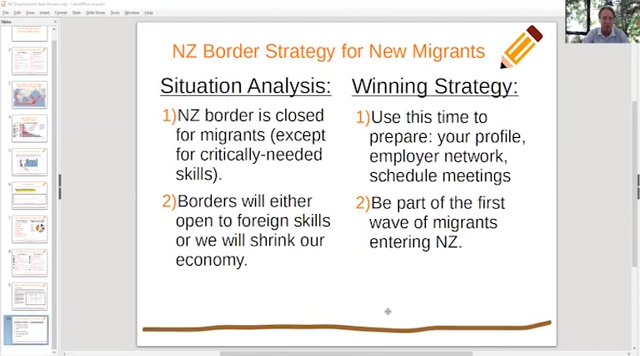 NZ Border Strategy for New Migrants
Situation Analysis:
1)NZ border is closed
for migrants (except
for critically-needed
skills).
2)Borders will either
open to foreign skills
or we will shrink our
economy.
Winning Strategy:
1)Use this time to
prepare: your profile,
employer network,
schedule meetings
2)Be part of the first
wave of migrants
entering NZ.